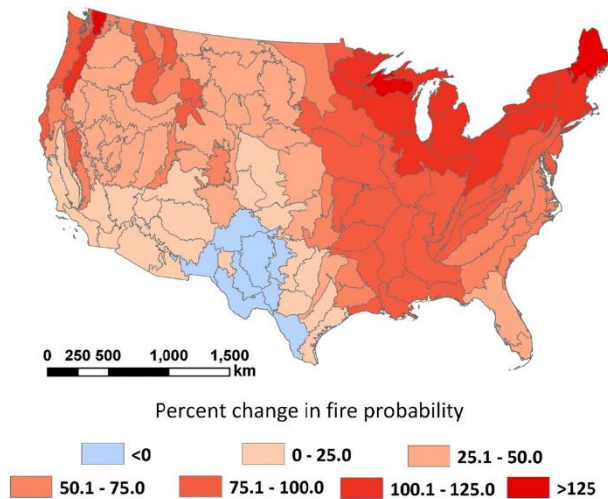 0 250 500 1,000 1,500
km
Percent change in fire probability
<0 0 - 25.0 25.1 - 50.0
50.1 - 75.0 75.1 - 100.0 100.1 - 125.0 >125